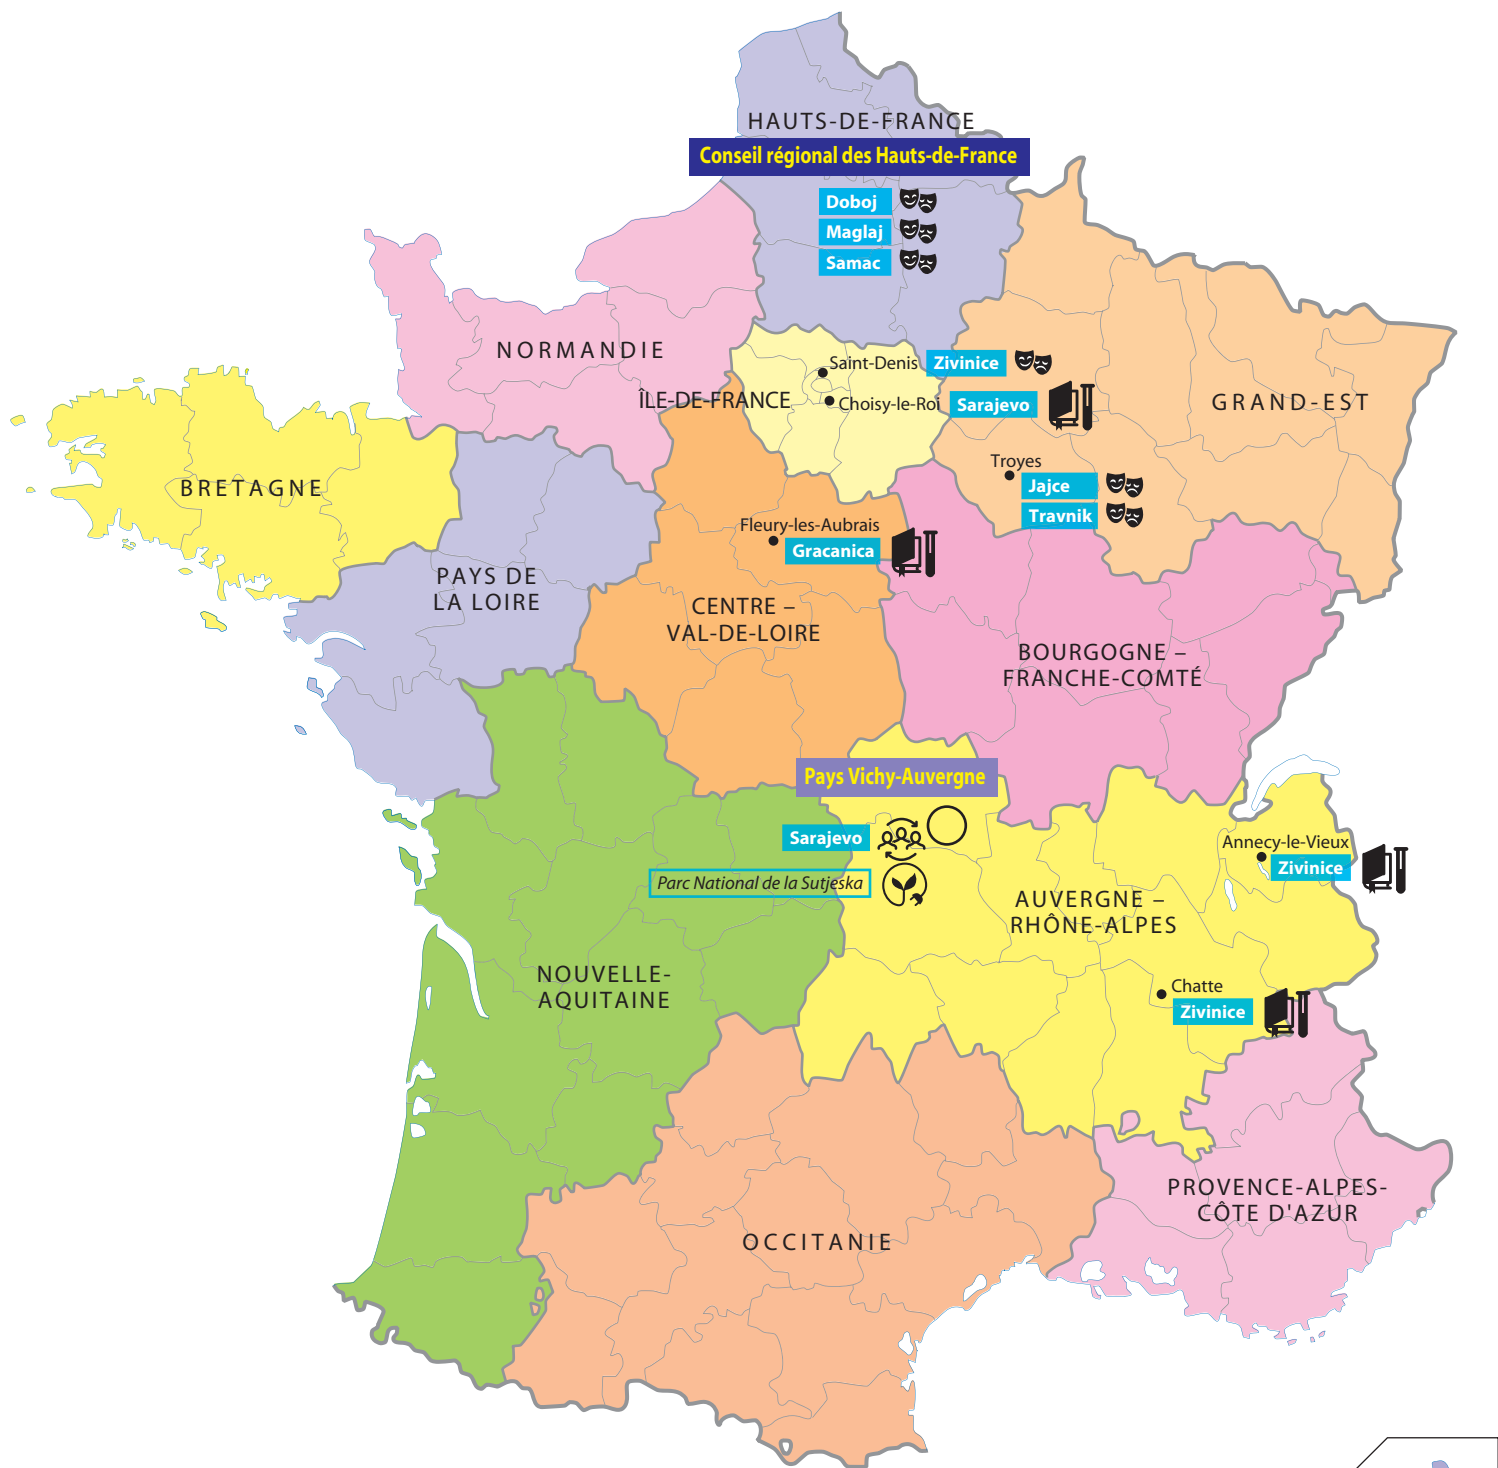 HAUTS-DE-FRANCE
Conseil régional des Hauts-de-France
Doboj
Maglaj
Samac
NORMANDIE
Saint-Denis Zivinice
ÎLE-DE-FRANCE
Choisy-le-Roi Sarajevo
GRAND-EST
BRETAGNE
Troyes
Jajce
Travnik
Fleury-les-Aubrais
Gracanica
PAYS DE
LA LOIRE
CENTRE –
VAL-DE-LOIRE
BOURGOGNE –
FRANCHE-COMTÉ
Pays Vichy-Auvergne
Sarajevo
Parc National de la Sutjeska
Annecy-le-Vieux
Zivinice
AUVERGNE –
RHÔNE-ALPES
NOUVELLE-
AQUITAINE
Chatte
Zivinice
PROVENCE-ALPES-
CÔTE D'AZUR
OCCITANIE